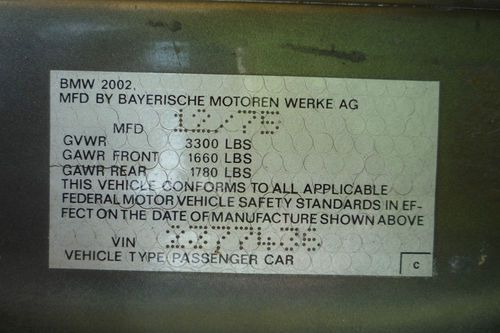 BMW 2002.
MFD BY BAYERISCHE MOTOREN WERKE AG
MFD 12/75
GVWR 3300 LBS
GAWR FRONT 1660 LBS
GAWR REAR 1780 LBS
THIS VEHICLE CONFORMS TO ALL APPLICABLE
FEDERAL MOTOR VEHICLE SAFETY STANDARDS IN EF-
FECT ON THE DATE OF MANUFACTURE SHOWN ABOVE
VIN
VEHICLE TYPE PASSENGER CAR
C